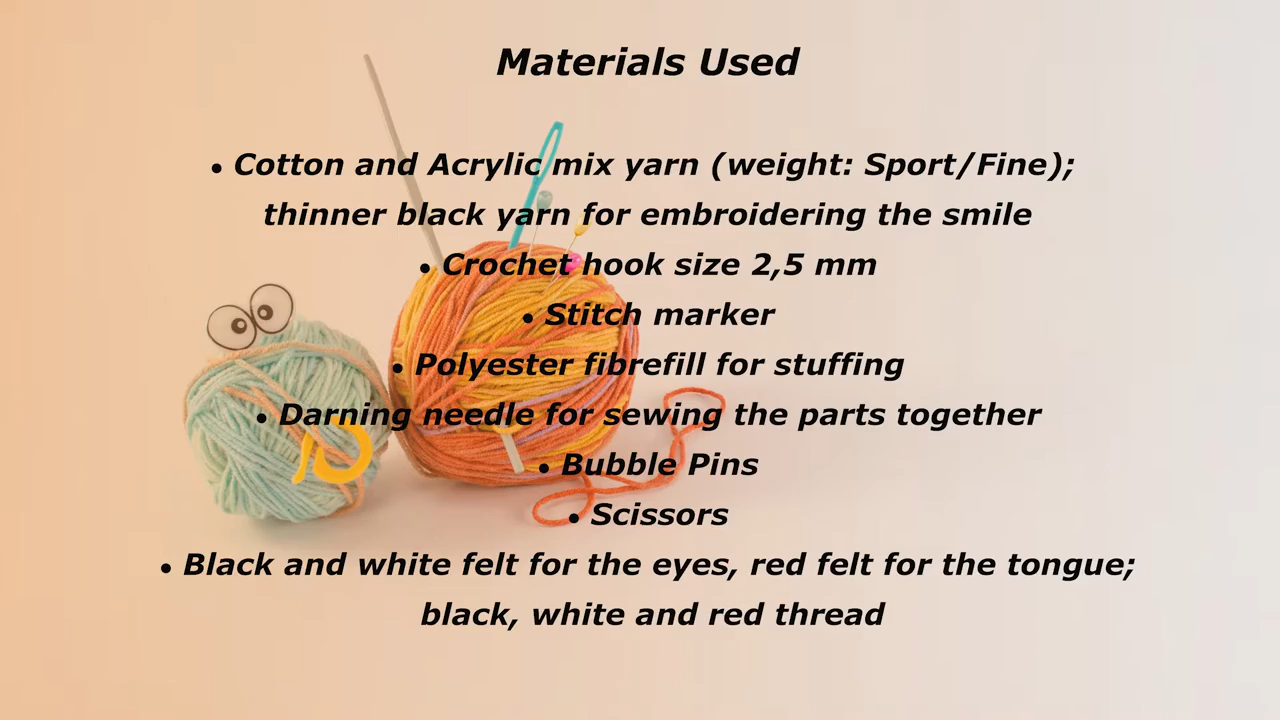 Materials Used
• Cotton and Acrylic mix yarn (weight: Sport/Fine);
thinner black yarn for embroidering the smile
• Crochet hook size 2,5 mm
• Stitch marker
• Polyester fibrefill for stuffing
• Darning needle for sewing the parts together
• Bubble Pins
• Scissors
• Black and white felt for the eyes, red felt for the tongue;
black, white and red thread